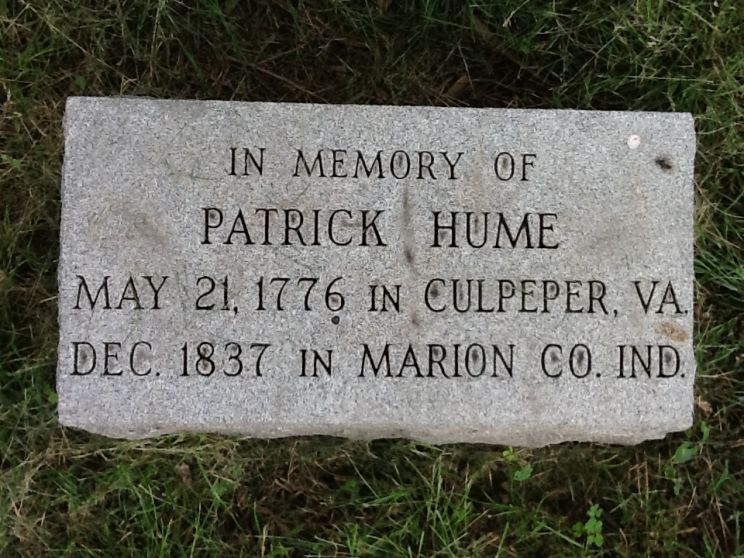 IN MEMORY OF
PATRICK HUME
MAY 21, 1776 IN CULPEPER, VA.
DEC. 1837 IN MARION CO. IND.